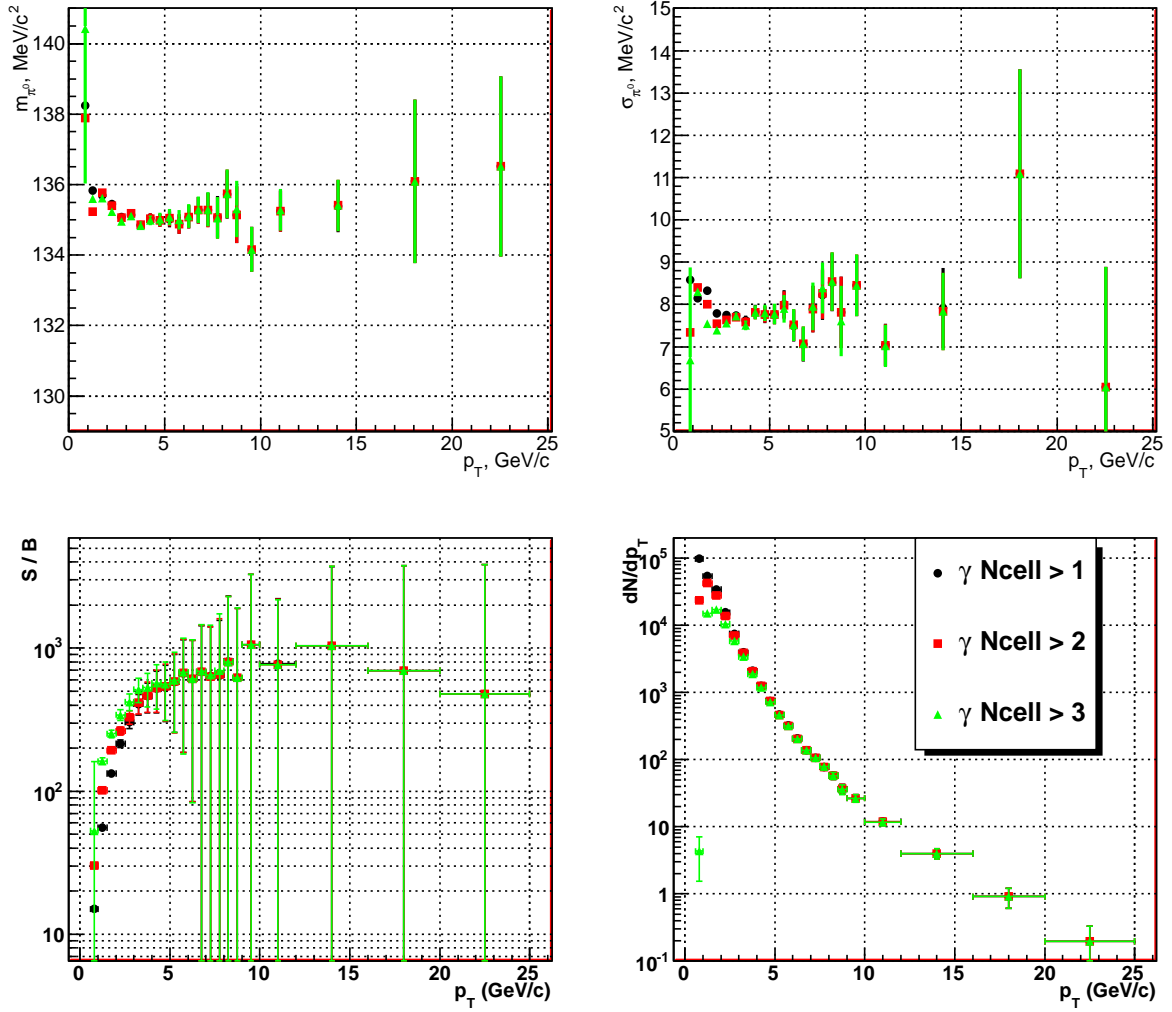 m_π⁰, MeV/c²
140
138
136
134
132
130
0 5 10 15 20 25
p_T, GeV/c
σ_π⁰, MeV/c²
15
14
13
12
11
10
9
8
7
6
5
0 5 10 15 20 25
p_T, GeV/c
S / B
10³
10²
10
0 5 10 15 20 25
p_T (GeV/c)
dN/dp_T
10⁵
10⁴
10³
10²
10
1
10⁻¹
0 5 10 15 20 25
p_T (GeV/c)
γ Ncell > 1
γ Ncell > 2
γ Ncell > 3